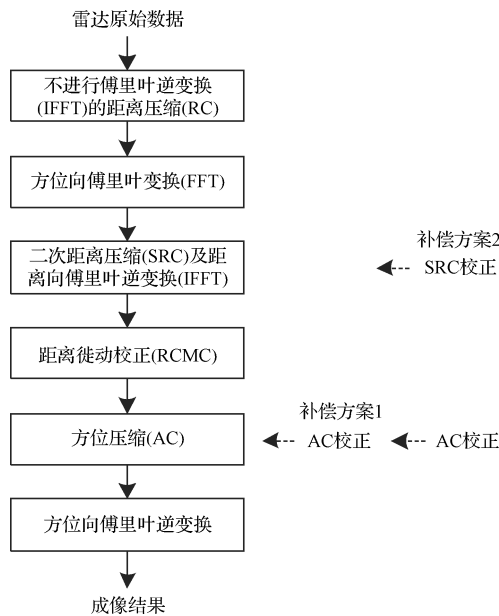 雷达原始数据
不进行傅里叶逆变换
(IFFT)的距离压缩(RC)
方位向傅里叶变换(FFT)
二次距离压缩(SRC)及距
离向傅里叶逆变换(IFFT)
补偿方案2
SRC校正
距离徙动校正(RCMC)
补偿方案1
方位压缩(AC)
AC校正
AC校正
方位向傅里叶逆变换
成像结果